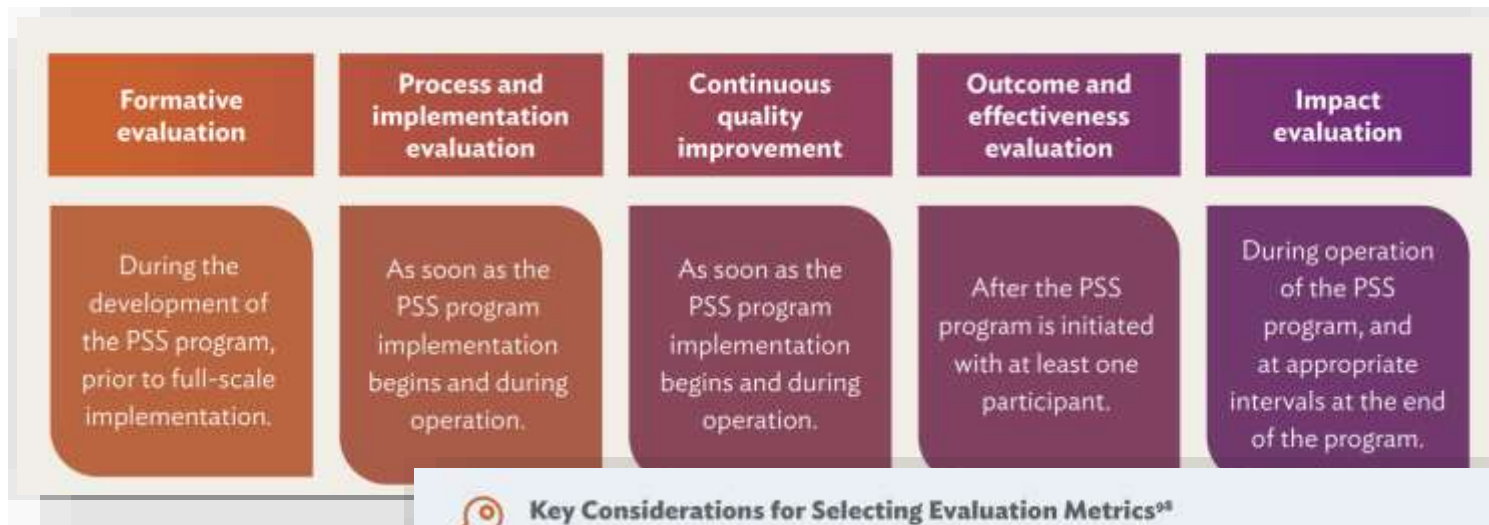 Formative
evaluation
Process and
implementation
evaluation
Continuous
quality
improvement
Outcome and
effectiveness
evaluation
Impact
evaluation
During the
development of
the PSS program,
prior to full-scale
implementation.
As soon as the
PSS program
implementation
begins and during
operation.
As soon as the
PSS program
implementation
begins and during
operation.
After the PSS
program is initiated
with at least one
participant.
During operation
of the PSS
program, and
at appropriate
intervals at the end
of the program.
Key Considerations for Selecting Evaluation Metrics⁹⁸